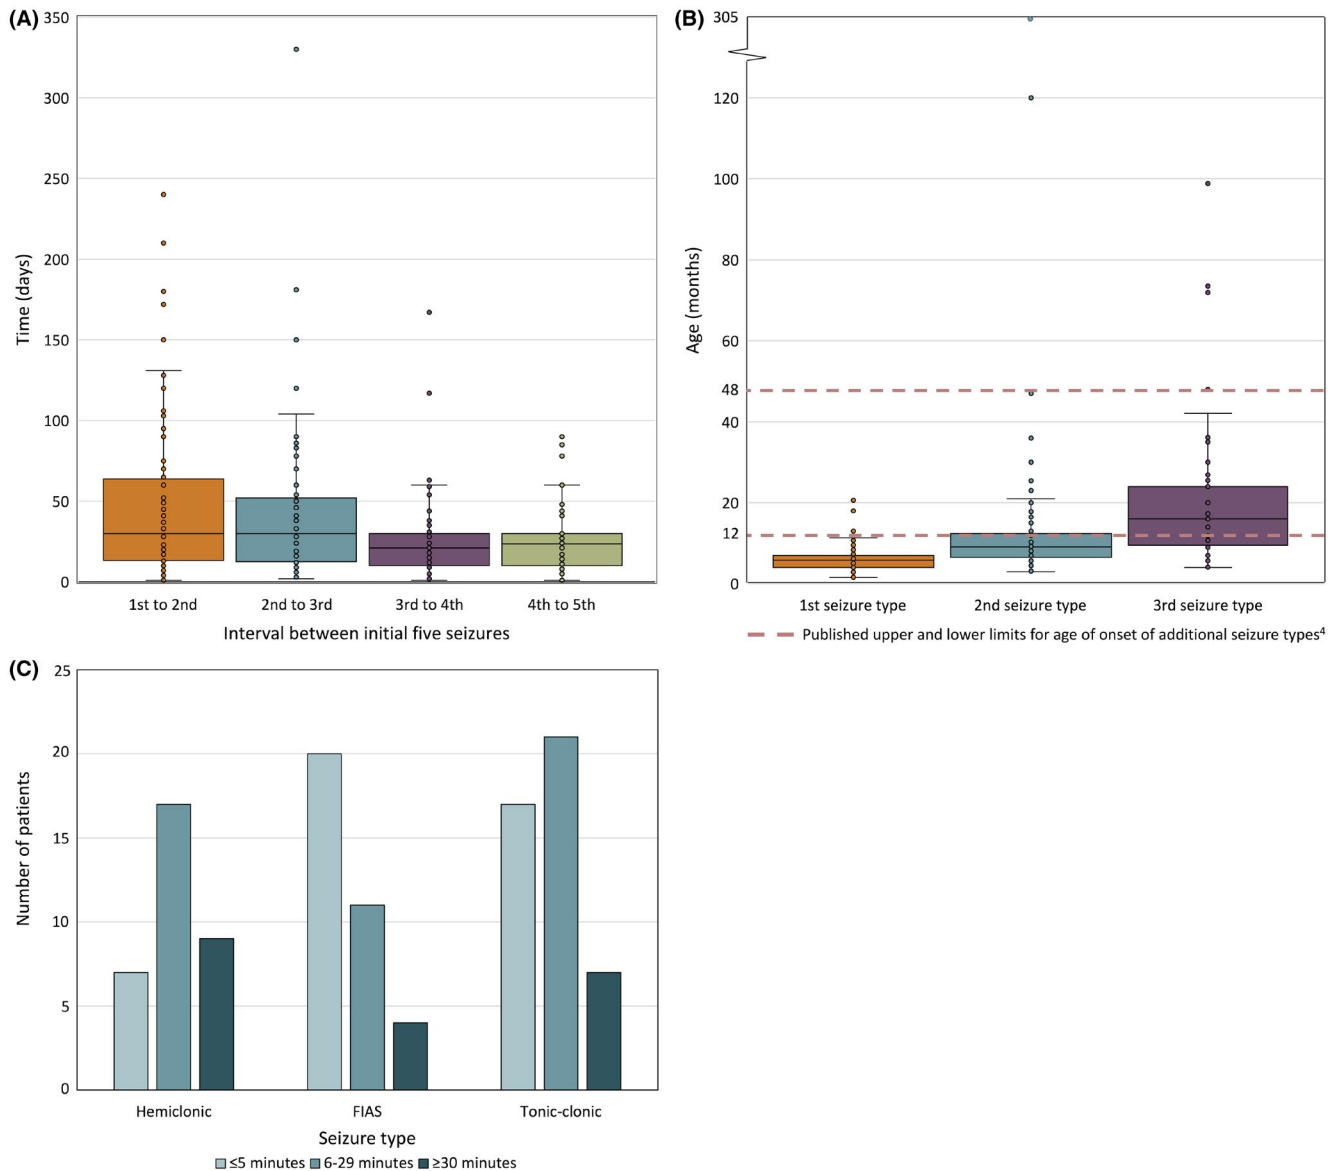 (A)
350
300
250
200
150
100
50
0
Time (days)
1st to 2nd
2nd to 3rd
3rd to 4th
4th to 5th
Interval between initial five seizures
(B)
305
120
100
80
60
48
40
20
12
0
Age (months)
1st seizure type
2nd seizure type
3rd seizure type
Published upper and lower limits for age of onset of additional seizure types⁴
(C)
25
20
15
10
5
0
Number of patients
Hemiclonic
FIAS
Tonic-clonic
Seizure type
≤5 minutes
6-29 minutes
≥30 minutes